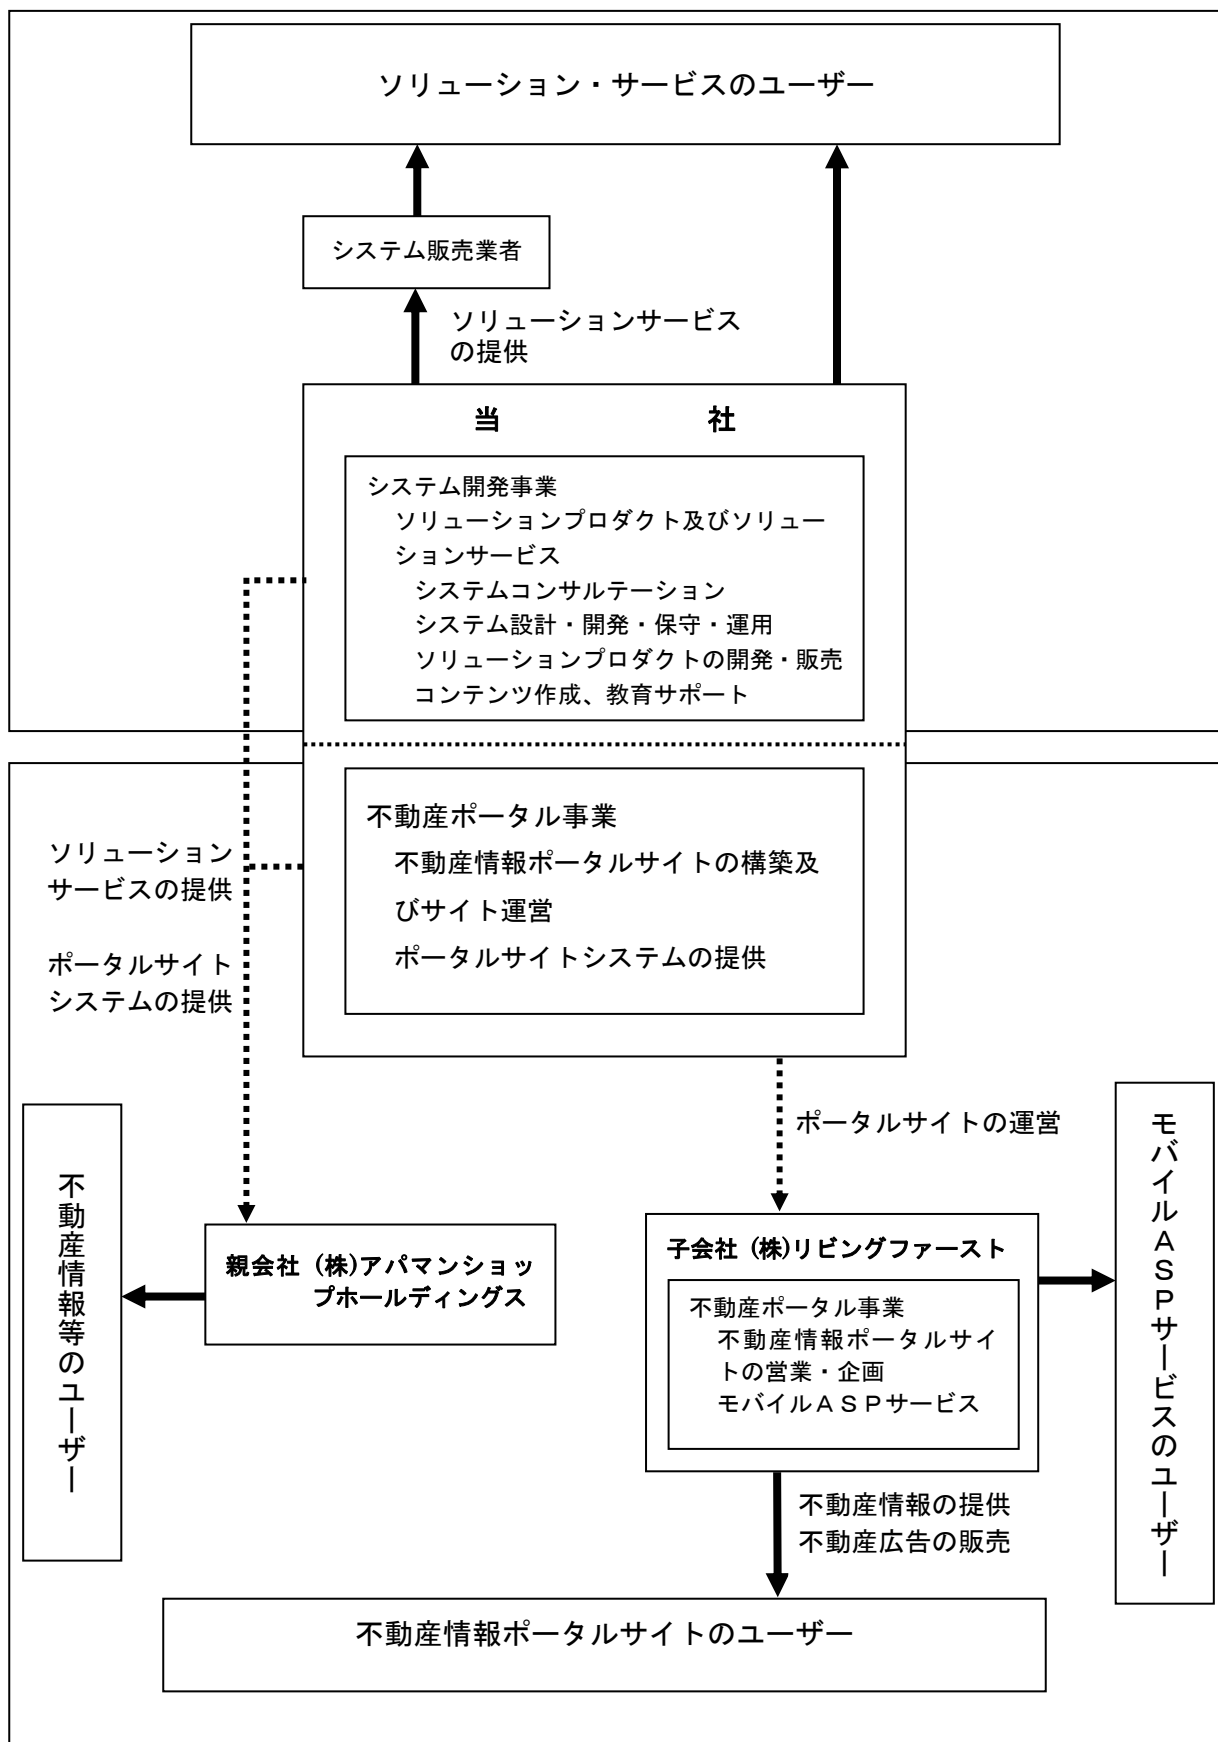 ソリューション・サービスのユーザー
システム販売業者
ソリューションサービス
の提供
当　　　社
システム開発事業
ソリューションプロダクト及びソリュー
ションサービス
システムコンサルテーション
システム設計・開発・保守・運用
ソリューションプロダクトの開発・販売
コンテンツ作成、教育サポート
不動産ポータル事業
不動産情報ポータルサイトの構築及
びサイト運営
ポータルサイトシステムの提供
ソリューション
サービスの提供
ポータルサイト
システムの提供
ポータルサイトの運営
不動産情報等のユーザー
親会社 (株)アパマンショッ
プホールディングス
子会社 (株)リビングファースト
不動産ポータル事業
不動産情報ポータルサイ
トの営業・企画
モバイルＡＳＰサービス
モバイルＡＳＰサービスのユーザー
不動産情報の提供
不動産広告の販売
不動産情報ポータルサイトのユーザー